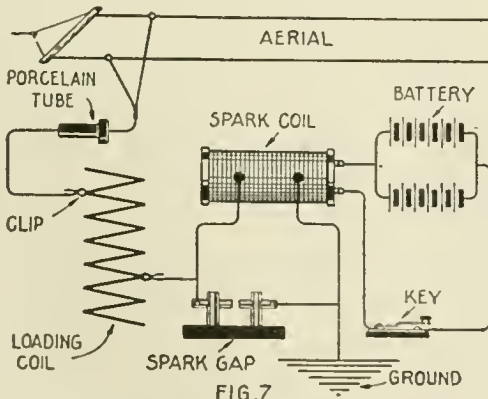 AERIAL
PORCELAIN
TUBE
SPARK COIL
BATTERY
CLIP
KEY
LOADING
COIL
SPARK GAP
GROUND
FIG. 7